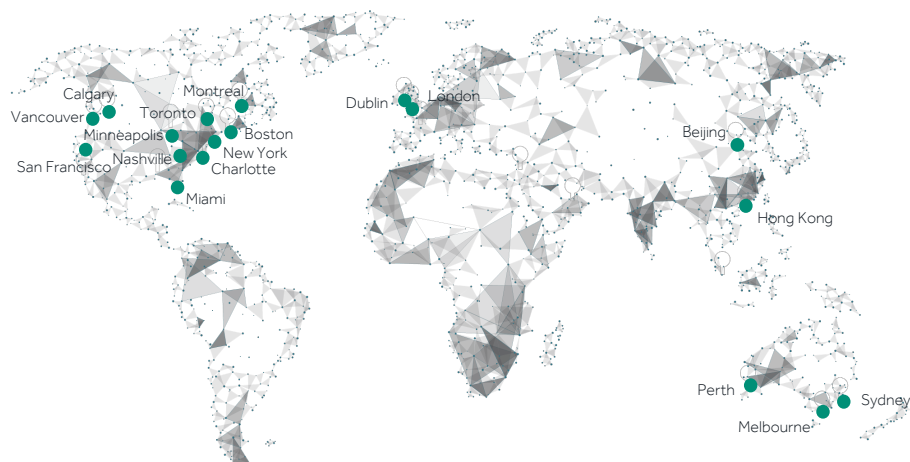 Calgary
Montreal
Vancouver
Toronto
Minneapolis
Boston
San Francisco
Nashville
New York
Charlotte
Miami
Dublin
London
Beijing
Hong Kong
Perth
Sydney
Melbourne